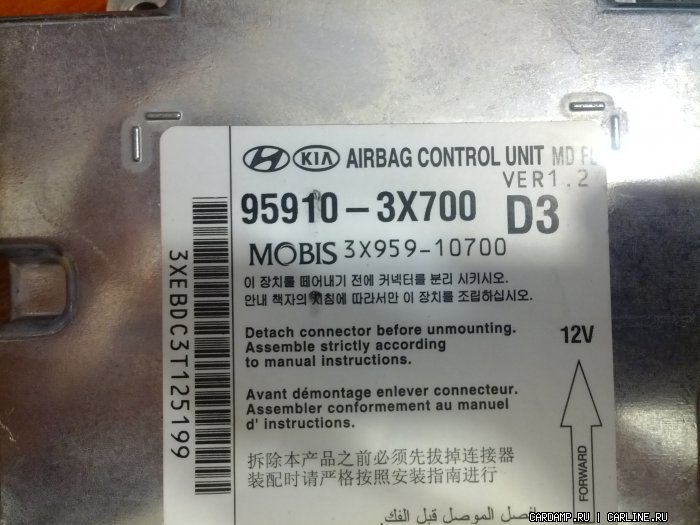 KIA AIRBAG CONTROL UNIT MD FL
VER1.2
95910-3X700 D3
MOBIS 3X959-10700
이 장치를 떼어내기 전에 커넥터를 분리 시키시오.
안내 책자의 지침에 따라서만 이 장치를 조립하십시오.
Detach connector before unmounting.
Assemble strictly according
to manual instructions.
12V
Avant démontage enlever connecteur.
Assembler conformement au manuel
d' instructions.
拆除本产品之前必须先拔掉连接器
装配时请严格按照安装指南进行
FORWARD
فصل الموصل قبل الفك.
3XEBDC3T125199
CARDAMP.RU | CARLINE.RU